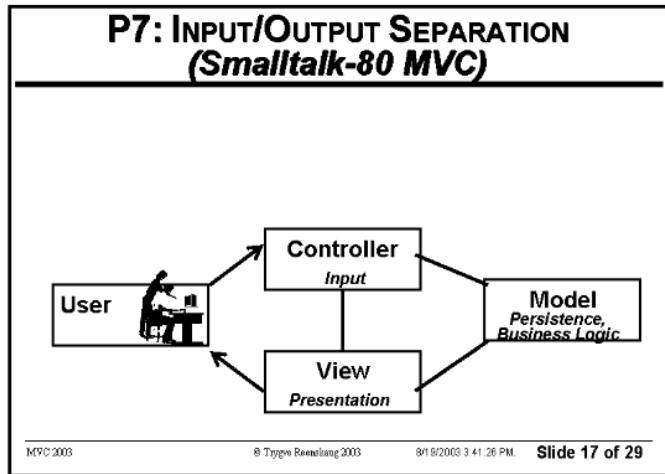 P7: INPUT/OUTPUT SEPARATION
(Smalltalk-80 MVC)
Controller
Input
User
Model
Persistence,
Business Logic
View
Presentation
MVC 2003
© Trygve Reenskaug 2003
8/19/2003 3.41:26 PM.
Slide 17 of 29